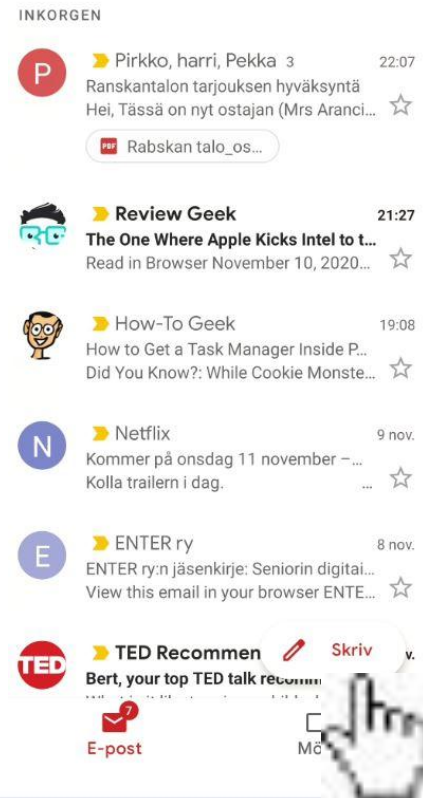 INKORGEN
P Pirkko, harri, Pekka 3 22:07
Ranskantalon tarjouksen hyväksyntä
Hei, Tässä on nyt ostajan (Mrs Aranci...
PDF Rabskan talo_os...
Review Geek 21:27
The One Where Apple Kicks Intel to t...
Read in Browser November 10, 2020...
How-To Geek 19:08
How to Get a Task Manager Inside P...
Did You Know?: While Cookie Monste...
N Netflix 9 nov.
Kommer på onsdag 11 november –...
Kolla trailern i dag. ...
E ENTER ry 8 nov.
ENTER ry:n jäsenkirje: Seniorin digitai...
View this email in your browser ENTE...
TED TED Recommen Skriv v.
Bert, your top TED talk recomm
7
E-post Mö